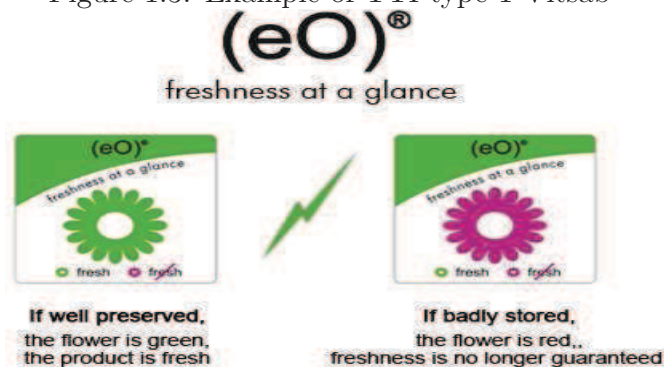 Figure 1.3: Example of TTI type 1 Vitsab
(eO)®
freshness at a glance
(eO)®
freshness at a glance
fresh fresh
If well preserved,
the flower is green,
the product is fresh
(eO)®
freshness at a glance
fresh fresh
If badly stored,
the flower is red,,
freshness is no longer guaranteed